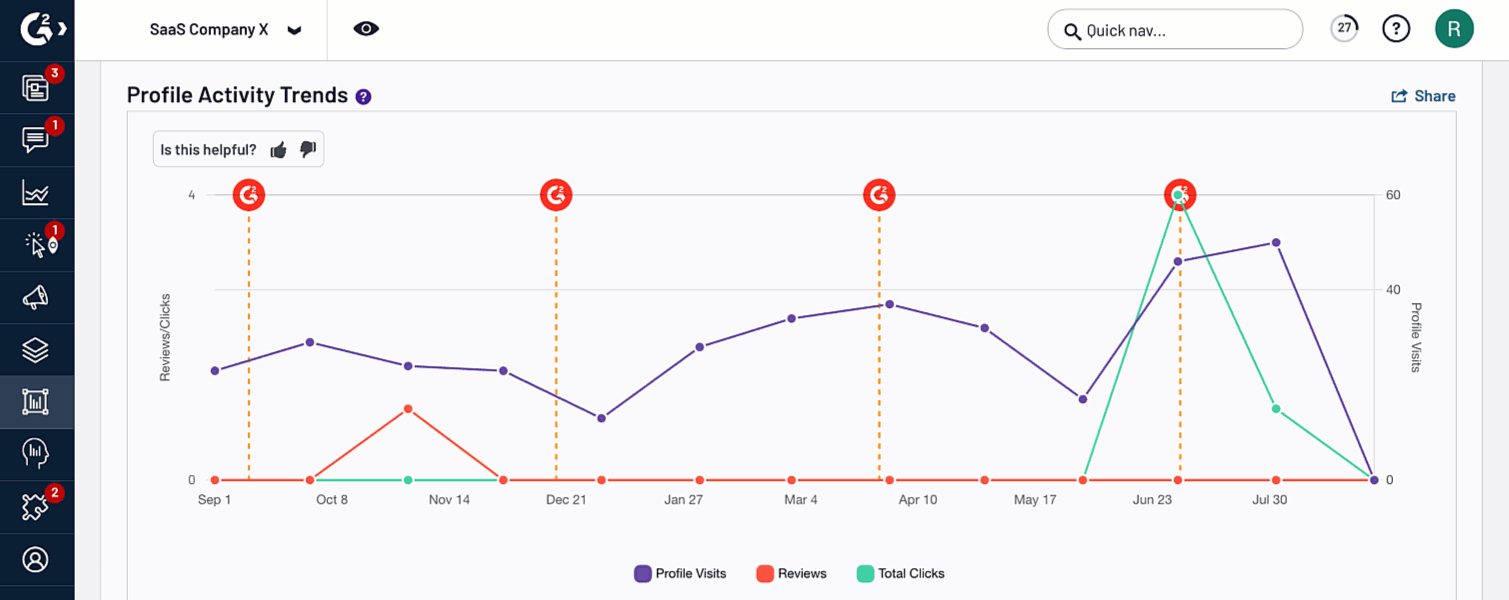 G2
SaaS Company X
Quick nav...
27
?
R
3
1
1
2
Profile Activity Trends ?
Share
Is this helpful?
4
60
40
0
0
Reviews/Clicks
Profile Visits
Sep 1 Oct 8 Nov 14 Dec 21 Jan 27 Mar 4 Apr 10 May 17 Jun 23 Jul 30
Profile Visits Reviews Total Clicks